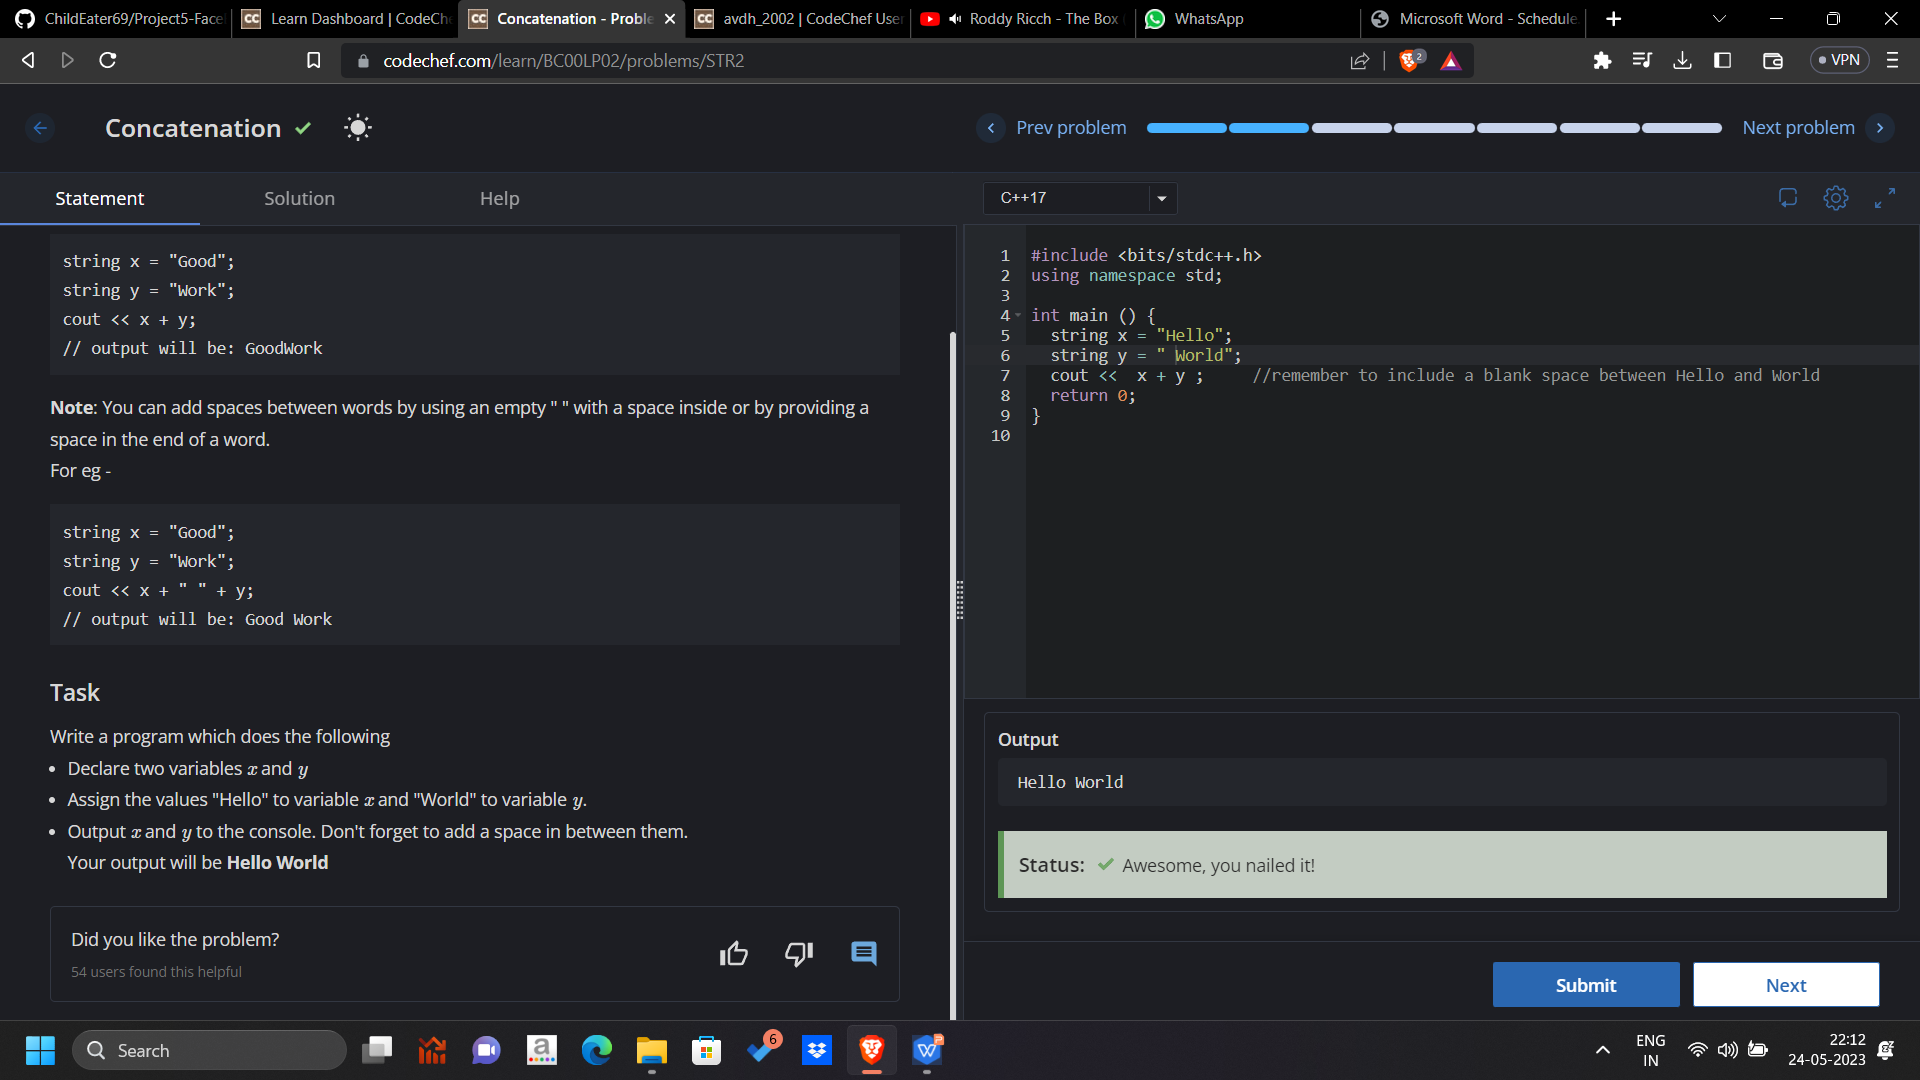 ChildEater69/Project5-Face
Learn Dashboard | CodeChe
Concatenation - Proble
avdh_2002 | CodeChef User
Roddy Ricch - The Box
WhatsApp
Microsoft Word - Schedule.
codechef.com/learn/BC00LP02/problems/STR2
2
VPN
Concatenation
Prev problem
Next problem
Statement
Solution
Help
string x = "Good";
string y = "Work";
cout << x + y;
// output will be: GoodWork
Note: You can add spaces between words by using an empty " " with a space inside or by providing a
space in the end of a word.
For eg -
string x = "Good";
string y = "Work";
cout << x + " " + y;
// output will be: Good Work
Task
Write a program which does the following
• Declare two variables x and y
• Assign the values "Hello" to variable x and "World" to variable y.
• Output x and y to the console. Don't forget to add a space in between them.
Your output will be Hello World
Did you like the problem?
54 users found this helpful
C++17
1 #include <bits/stdc++.h>
2 using namespace std;
3
4 int main () {
5 string x = "Hello";
6 string y = " World";
7 cout <<  x + y ;     //remember to include a blank space between Hello and World
8 return 0;
9 }
10
Output
Hello World
Status: Awesome, you nailed it!
Submit
Next
Search
6
ENG
IN
22:12
24-05-2023